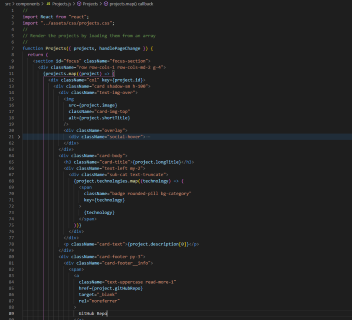 src > components > Projects.js > Projects > projects.map() callback
1 //
2 import React from "react";
3 import "../assets/css/projects.css";
//
// Render the projects by loading them from an array
//
function Projects({ projects, handlePageChange }) {
return (
<section id="focus" className="focus-section">
<div className="row row-cols-1 row-cols-md-2 g-4">
{projects.map((project) => (
<div className="col" key={project.id}>
<div className="card shadow-sm h-100">
<div className="text-img-over">
<img
src={project.image}
className="card-img-top"
alt={project.shortTitle}
/>
<div className="overlay">
<div className="social-hover">
</div>
</div>
<div className="card-body">
<h3 className="card-title">{project.longTitle}</h3>
<div className="text-left my-2">
<div className="sub-cat text-truncate">
{project.technologies.map((technology) => (
<span
className="badge rounded-pill bg-category"
key={technology}
>
{technology}
</span>
))}
</div>
</div>
<p className="card-text">{project.description[0]}</p>
</div>
<div className="card-footer py-3">
<div className="card-footer__info">
<span>
<a
className="text-uppercase read-more-1"
href={project.gitHubRepo}
target="_blank"
rel="noreferrer"
>
GitHub Repo
</a>